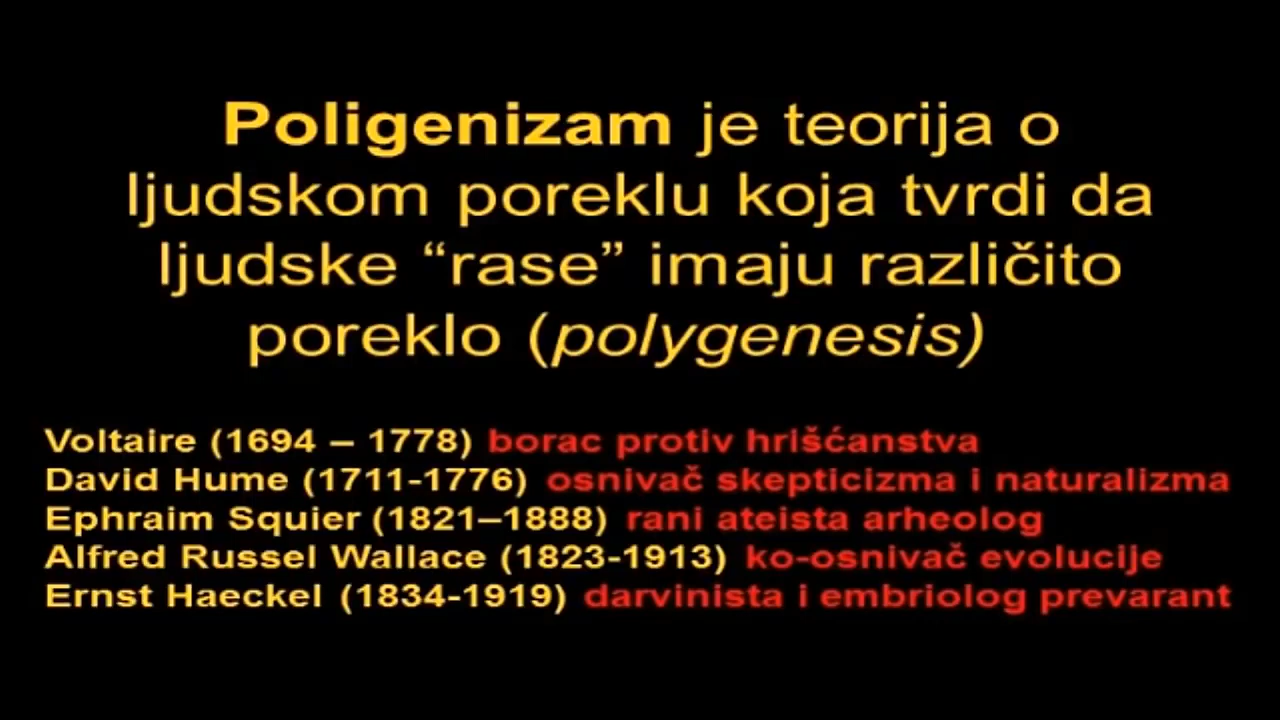 Poligenizam je teorija o
ljudskom poreklu koja tvrdi da
ljudske “rase” imaju različito
poreklo (polygenesis)
Voltaire (1694 – 1778) borac protiv hrišćanstva
David Hume (1711-1776) osnivač skepticizma i naturalizma
Ephraim Squier (1821–1888) rani ateista arheolog
Alfred Russel Wallace (1823-1913) ko-osnivač evolucije
Ernst Haeckel (1834-1919) darvinista i embriolog prevarant